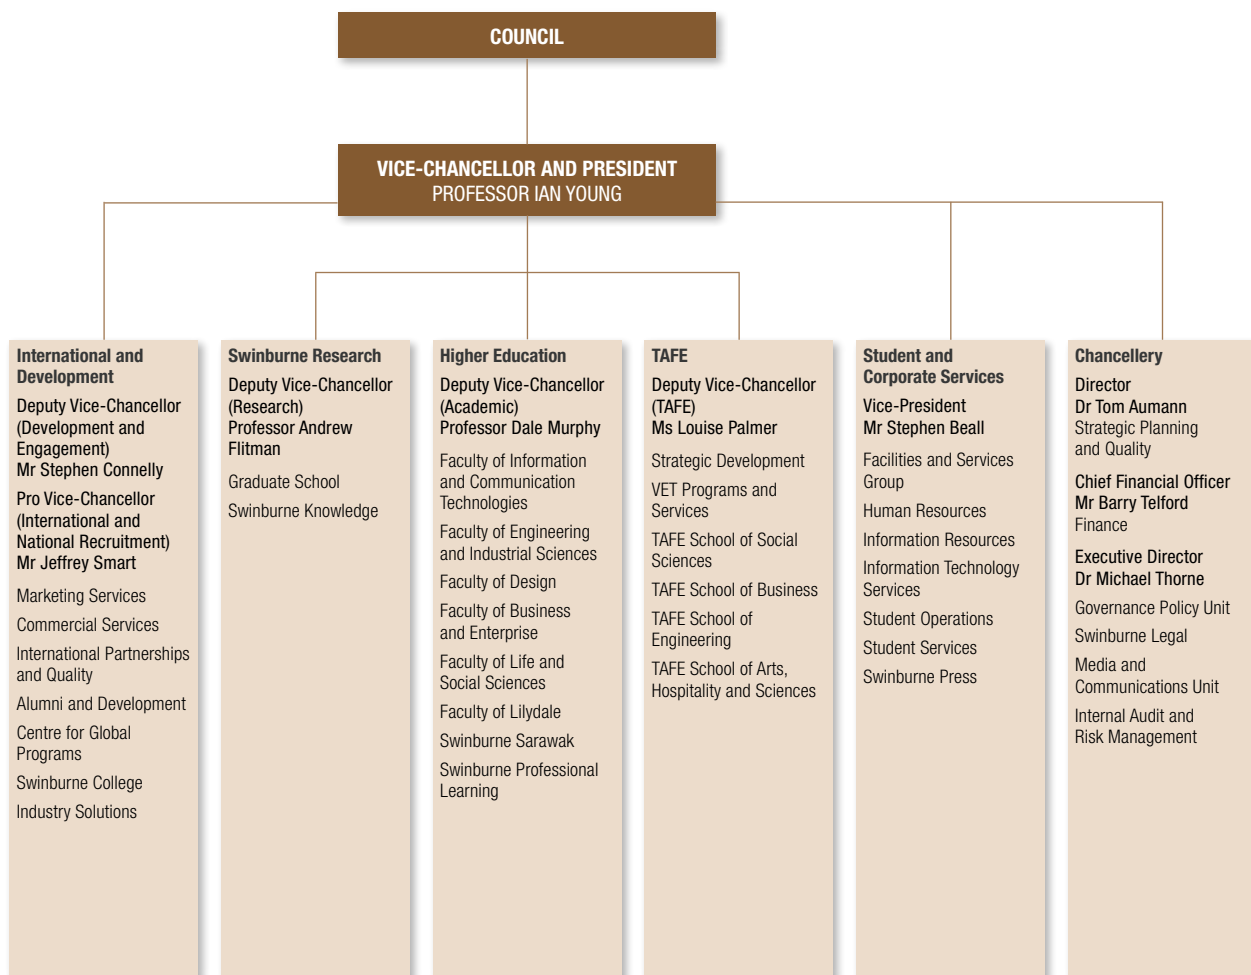 COUNCIL
VICE-CHANCELLOR AND PRESIDENT
PROFESSOR IAN YOUNG
International and
Development
Deputy Vice-Chancellor
(Development and
Engagement)
Mr Stephen Connelly
Pro Vice-Chancellor
(International and
National Recruitment)
Mr Jeffrey Smart
Marketing Services
Commercial Services
International Partnerships
and Quality
Alumni and Development
Centre for Global
Programs
Swinburne College
Industry Solutions
Swinburne Research
Deputy Vice-Chancellor
(Research)
Professor Andrew
Flitman
Graduate School
Swinburne Knowledge
Higher Education
Deputy Vice-Chancellor
(Academic)
Professor Dale Murphy
Faculty of Information
and Communication
Technologies
Faculty of Engineering
and Industrial Sciences
Faculty of Design
Faculty of Business
and Enterprise
Faculty of Life and
Social Sciences
Faculty of Lilydale
Swinburne Sarawak
Swinburne Professional
Learning
TAFE
Deputy Vice-Chancellor
(TAFE)
Ms Louise Palmer
Strategic Development
VET Programs and
Services
TAFE School of Social
Sciences
TAFE School of Business
TAFE School of
Engineering
TAFE School of Arts,
Hospitality and Sciences
Student and
Corporate Services
Vice-President
Mr Stephen Beall
Facilities and Services
Group
Human Resources
Information Resources
Information Technology
Services
Student Operations
Student Services
Swinburne Press
Chancellery
Director
Dr Tom Aumann
Strategic Planning
and Quality
Chief Financial Officer
Mr Barry Telford
Finance
Executive Director
Dr Michael Thorne
Governance Policy Unit
Swinburne Legal
Media and
Communications Unit
Internal Audit and
Risk Management